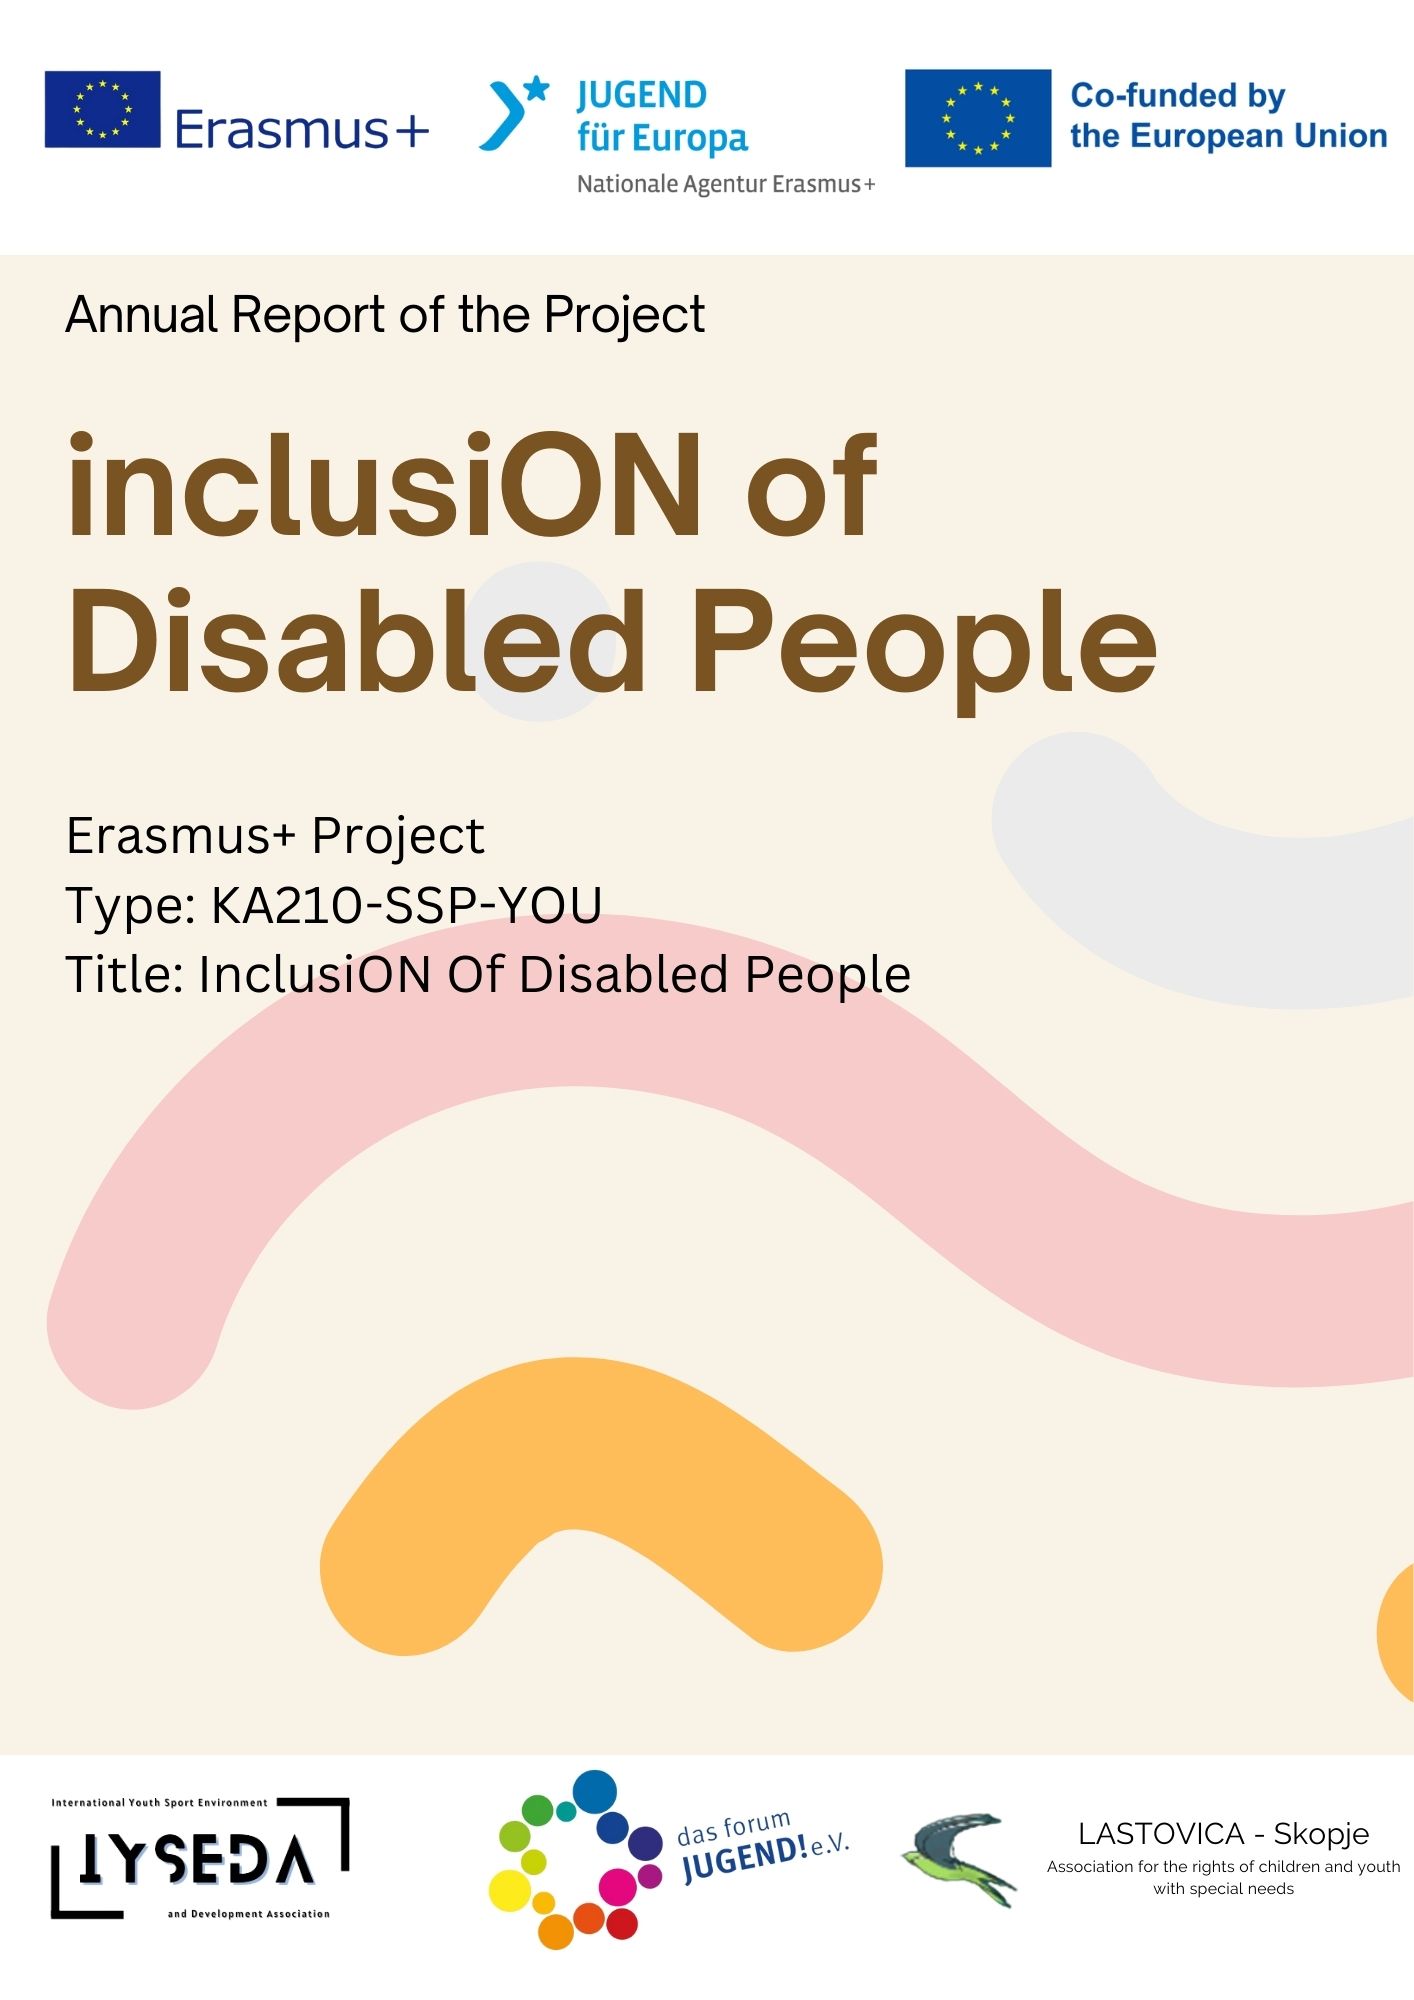 Erasmus+
JUGEND
für Europa
Nationale Agentur Erasmus+
Co-funded by
the European Union
Annual Report of the Project
inclusiON of
Disabled People
Erasmus+ Project
Type: KA210-SSP-YOU
Title: InclusiON Of Disabled People
International Youth Sport Environment
IYSEDA
and Development Association
das forum
JUGEND! e.V.
LASTOVICA - Skopje
Association for the rights of children and youth
with special needs